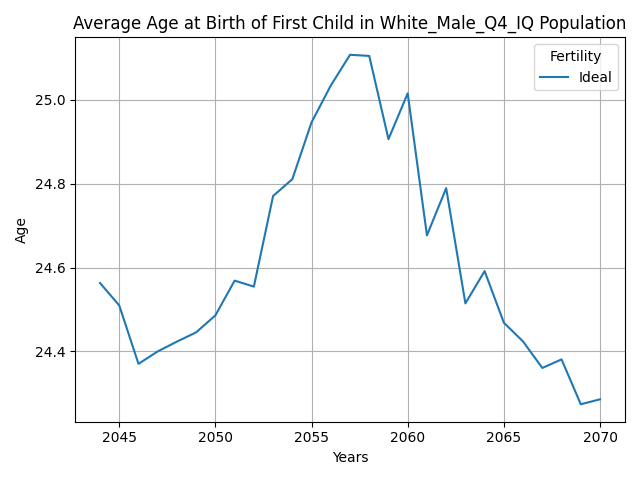 Average Age at Birth of First Child in White_Male_Q4_IQ Population
Fertility
Ideal
25.0
24.8
24.6
24.4
Age
2045 2050 2055 2060 2065 2070
Years